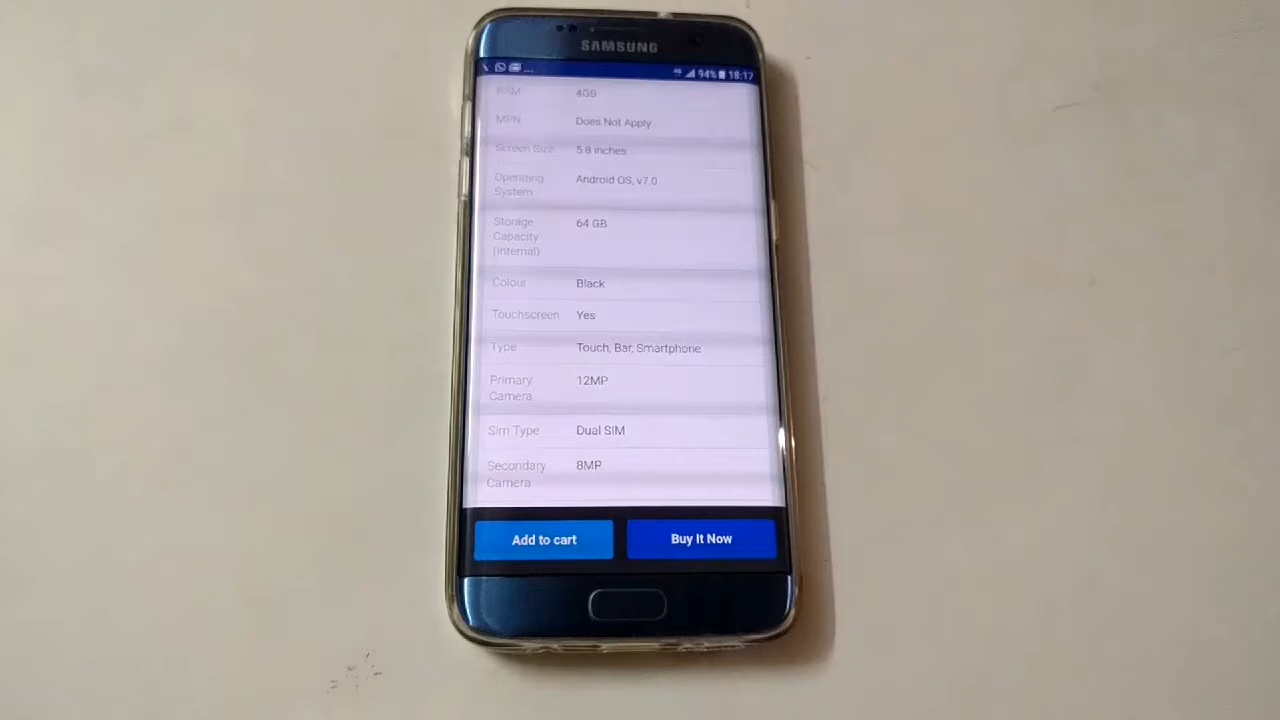 SAMSUNG
94% 18:17
4GB
MPN Does Not Apply
Screen Size: 5.8 inches
Operating Android OS, v7.0
System
Storage 64 GB
Capacity
(internal)
Colour Black
Touchscreen Yes
Type Touch, Bar, Smartphone
Primary 12MP
Camera
Sim Type Dual SIM
Secondary 8MP
Camera
Add to cart Buy It Now